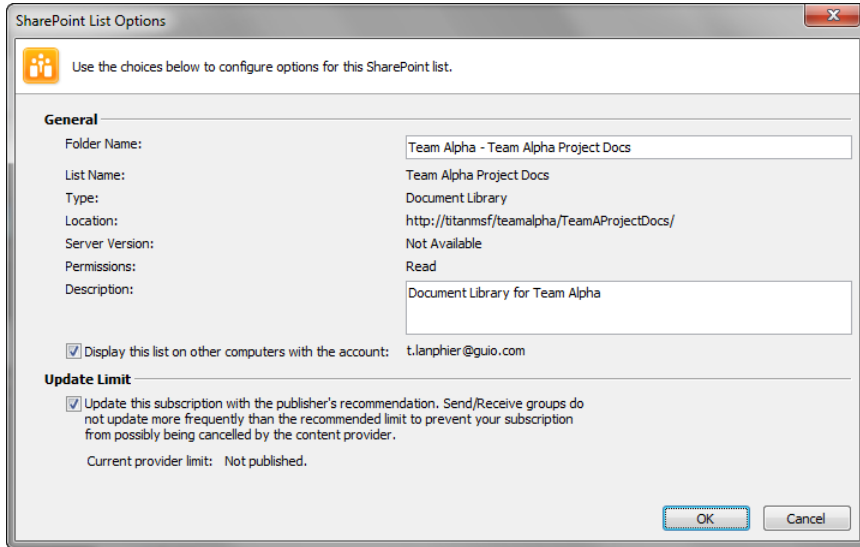 SharePoint List Options
Use the choices below to configure options for this SharePoint list.
General
Folder Name: Team Alpha - Team Alpha Project Docs
List Name: Team Alpha Project Docs
Type: Document Library
Location: http://titanmsf/teamalpha/TeamAProjectDocs/
Server Version: Not Available
Permissions: Read
Description: Document Library for Team Alpha
Display this list on other computers with the account: t.lanphier@guio.com
Update Limit
Update this subscription with the publisher's recommendation. Send/Receive groups do
not update more frequently than the recommended limit to prevent your subscription
from possibly being cancelled by the content provider.
Current provider limit: Not published.
OK Cancel